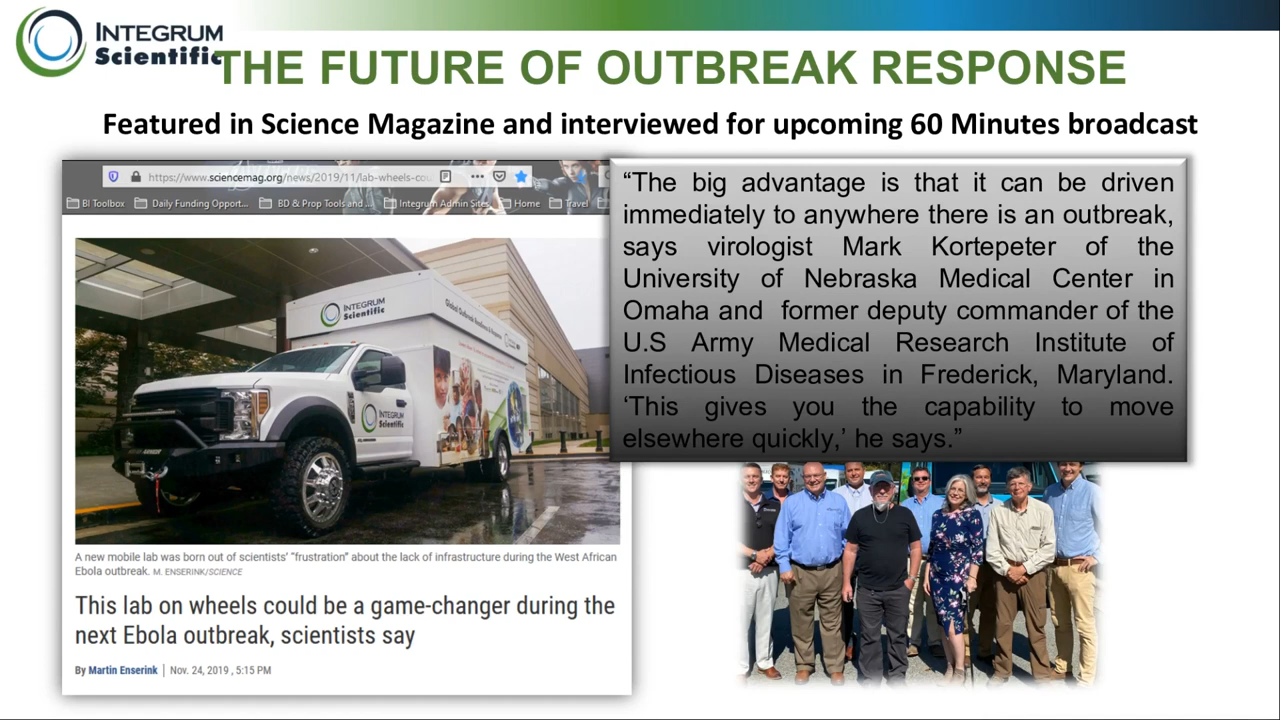 INTEGRUM
Scientific
THE FUTURE OF OUTBREAK RESPONSE
Featured in Science Magazine and interviewed for upcoming 60 Minutes broadcast
https://www.sciencemag.org/news/2019/11/lab-wheels-cou
BI Toolbox Daily Funding Opport... BD & Prop Tools and ... Integrum Admin Sites Home Travel
INTEGRUM
Scientific
Global Outbreak Readiness & Response
INTEGRUM
Scientific
A new mobile lab was born out of scientists' "frustration" about the lack of infrastructure during the West African
Ebola outbreak. M. ENSERINK/SCIENCE
This lab on wheels could be a game-changer during the
next Ebola outbreak, scientists say
By Martin Enserink | Nov. 24, 2019 , 5:15 PM
“The big advantage is that it can be driven
immediately to anywhere there is an outbreak,
says virologist Mark Kortepeter of the
University of Nebraska Medical Center in
Omaha and former deputy commander of the
U.S Army Medical Research Institute of
Infectious Diseases in Frederick, Maryland.
‘This gives you the capability to move
elsewhere quickly,’ he says.”